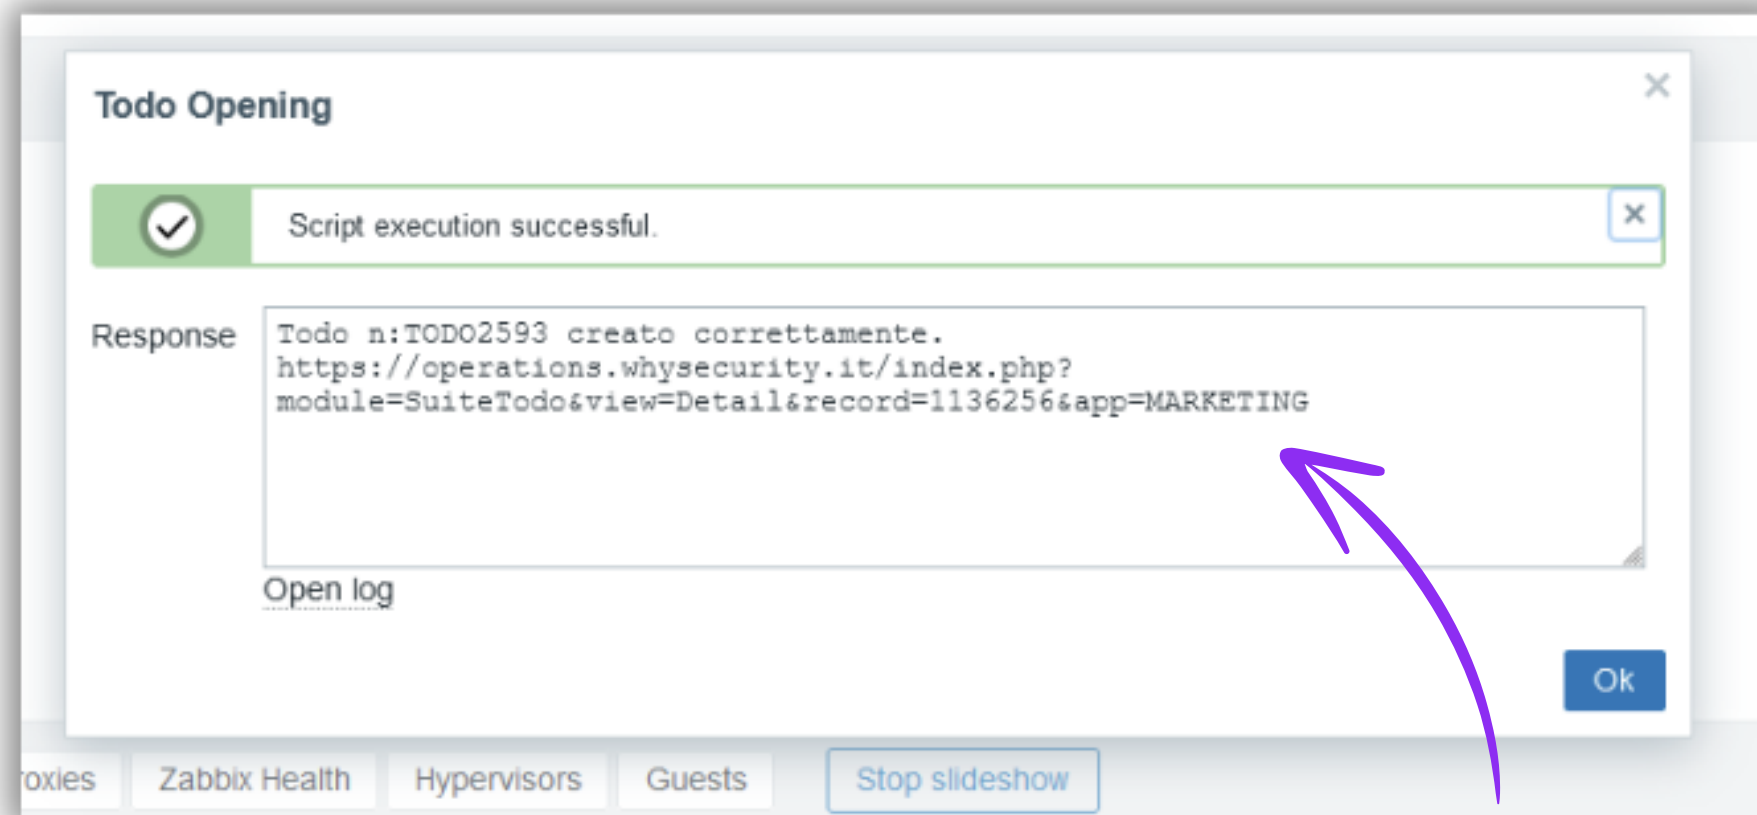 Todo Opening
Script execution successful.
Response
Todo n:TODO2593 creato correttamente.
https://operations.whysecurity.it/index.php?
module=SuiteTodo&view=Detail&record=1136256&app=MARKETING
Open log
Ok
roxies
Zabbix Health
Hypervisors
Guests
Stop slideshow